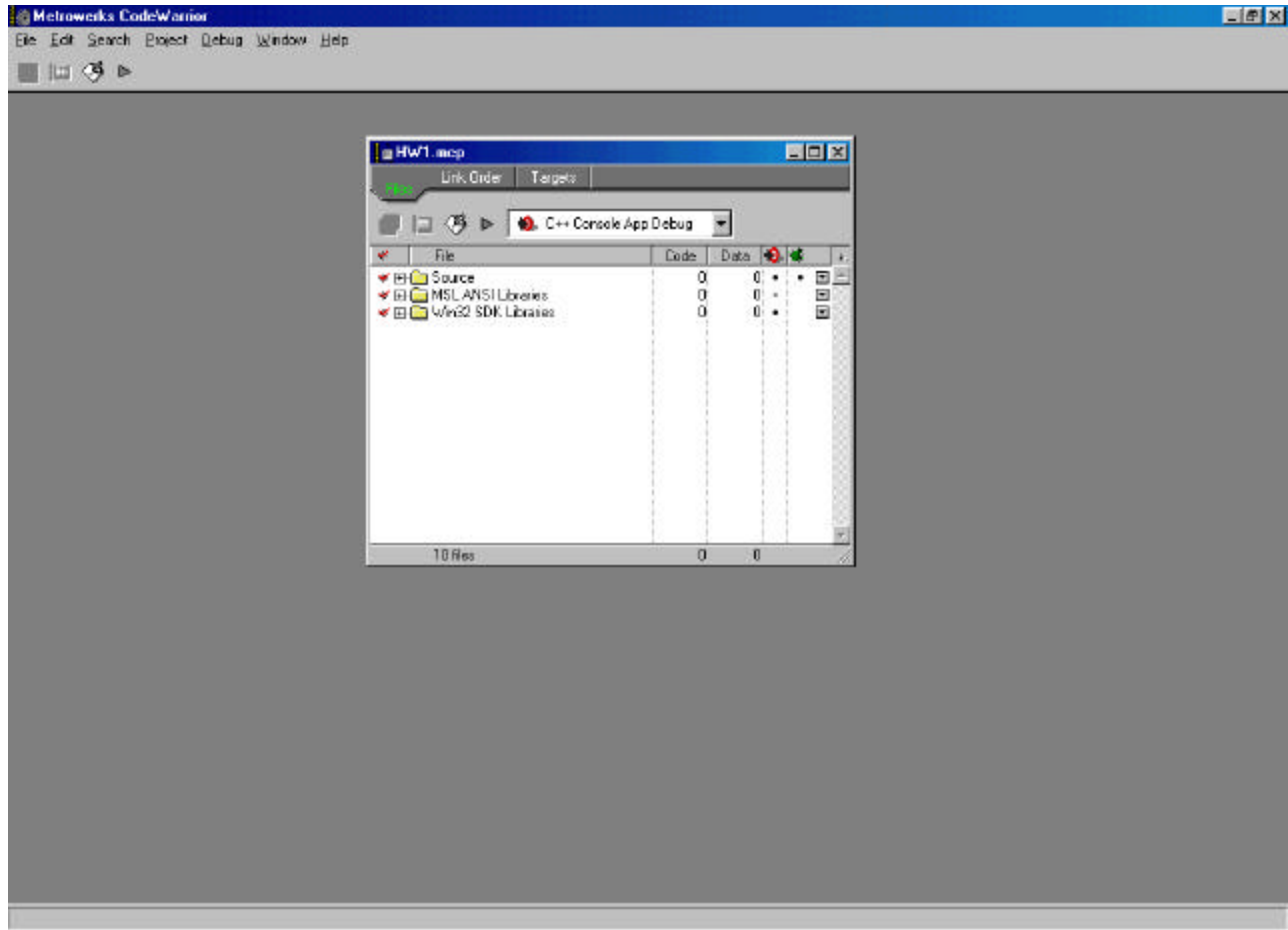 Metrowerks CodeWarrior
File Edit Search Project Debug Window Help
HW1.mcp
Files Link Order Targets
C++ Console App Debug
File Code Data
Source 0 0
MSL ANSI Libraries 0 0
Win32 SDK Libraries 0 0
10 files 0 0